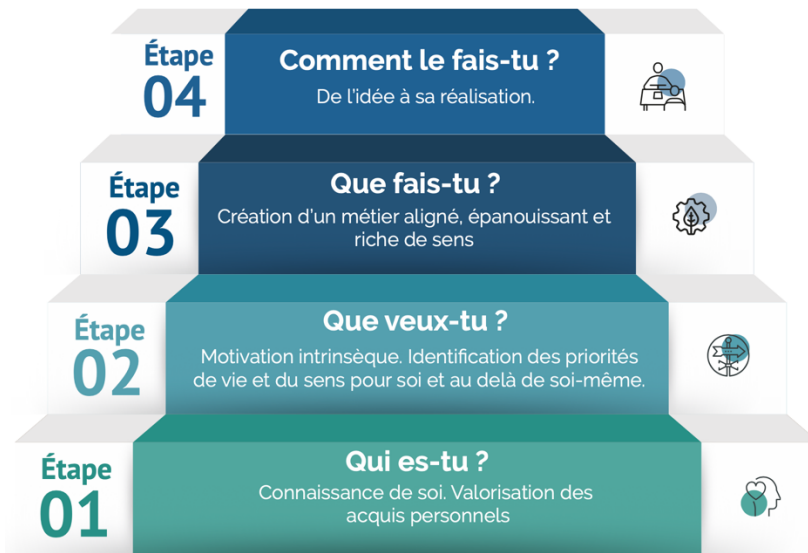 Étape
04
Comment le fais-tu ?
De l'idée à sa réalisation.
Étape
03
Que fais-tu ?
Création d'un métier aligné, épanouissant et
riche de sens
Étape
02
Que veux-tu ?
Motivation intrinsèque. Identification des priorités
de vie et du sens pour soi et au delà de soi-même.
Étape
01
Qui es-tu ?
Connaissance de soi. Valorisation des
acquis personnels